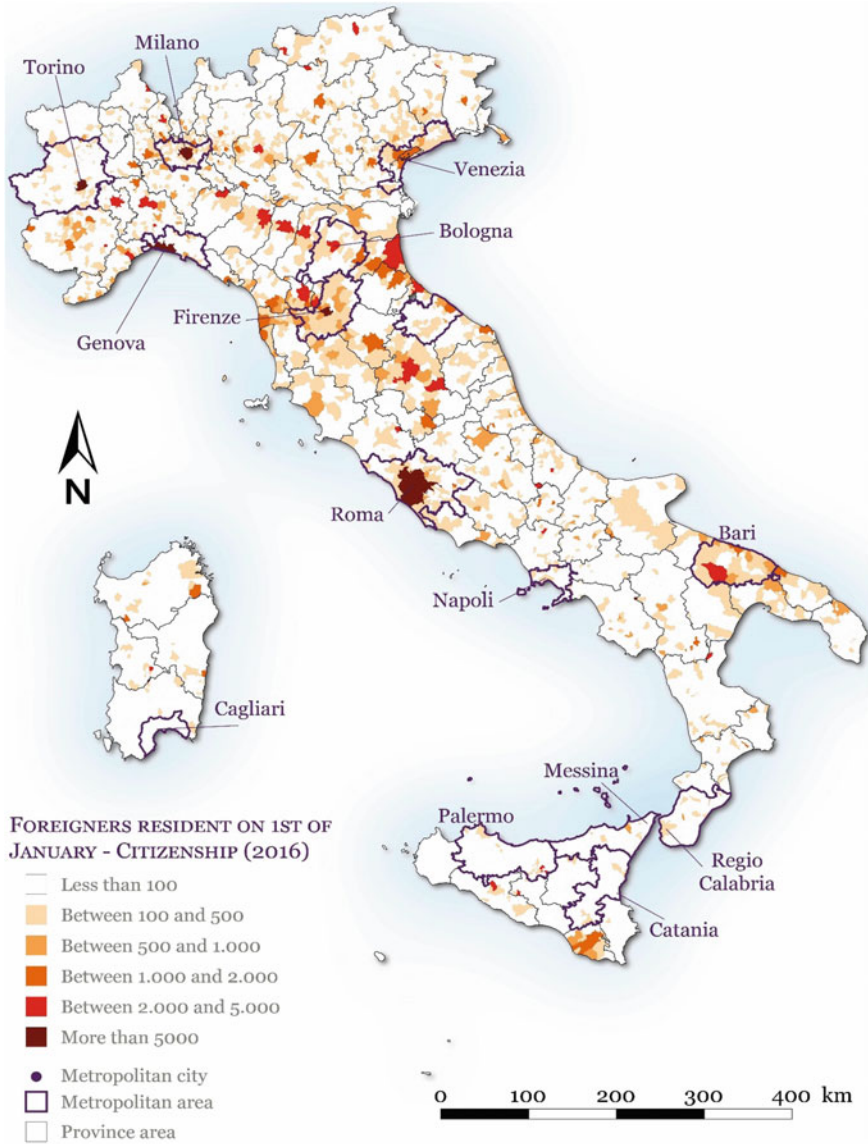 Milano
Torino
Venezia
Bologna
Firenze
Genova
N
Roma
Bari
Napoli
Cagliari
Messina
Palermo
Regio
Calabria
Catania
FOREIGNERS RESIDENT ON 1ST OF
JANUARY - CITIZENSHIP (2016)
Less than 100
Between 100 and 500
Between 500 and 1.000
Between 1.000 and 2.000
Between 2.000 and 5.000
More than 5000
Metropolitan city
Metropolitan area
Province area
0 100 200 300 400 km